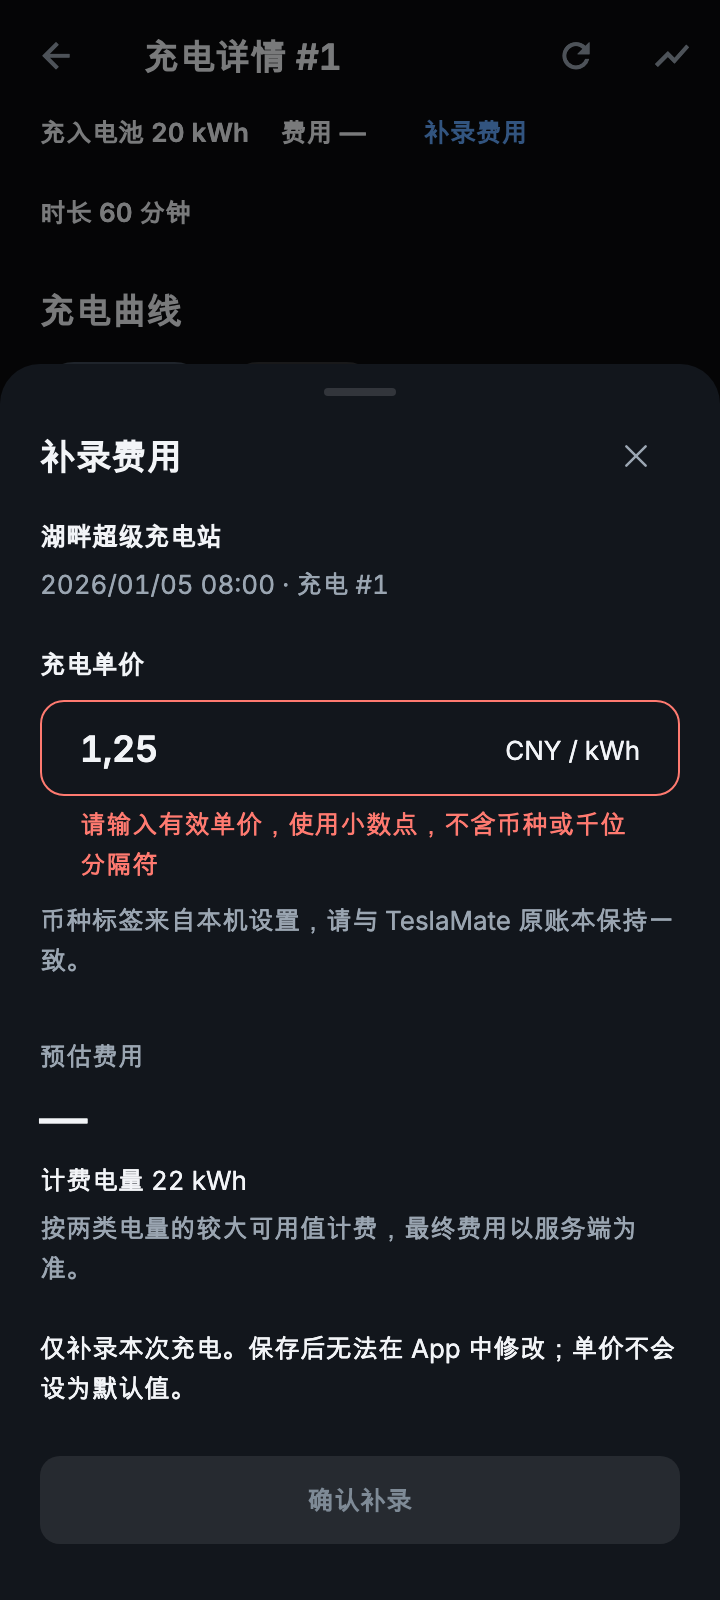 充电详情 #1
充入电池 20 kWh 费用 — 补录费用
时长 60 分钟
充电曲线
补录费用
湖畔超级充电站
2026/01/05 08:00 · 充电 #1
充电单价
1,25 CNY / kWh
请输入有效单价，使用小数点，不含币种或千位
分隔符
币种标签来自本机设置，请与 TeslaMate 原账本保持一
致。
预估费用
—
计费电量 22 kWh
按两类电量的较大可用值计费，最终费用以服务端为
准。
仅补录本次充电。保存后无法在 App 中修改；单价不会
设为默认值。
确认补录